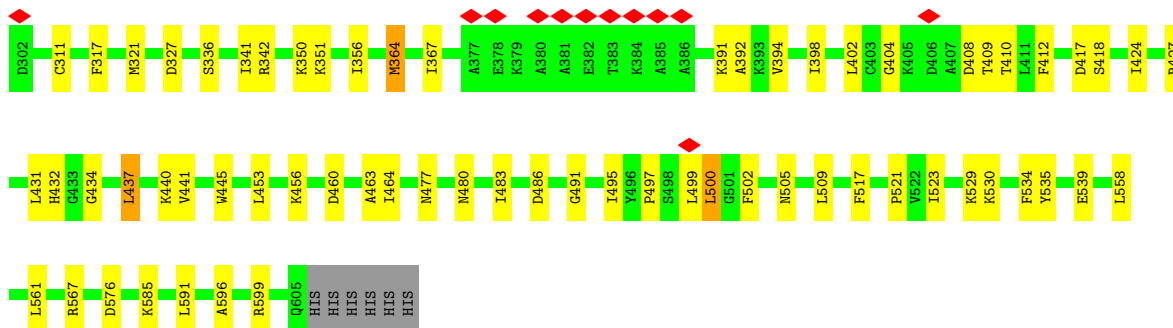 D302 C311 F317 M321 D327 S336 I341 R342 K350 K351 I356 M364 I367 A377 E378 K379 A380 A381 E382 T383 K384 A385 A386 K391 A392 K393 V394 I398 L402 C403 G404 K405 D406 A407 D408 T409 T410 L411 F412 D417 S418 I424
L431 H432 G433 G434 L437 K440 V441 W445 L453 K456 D460 A463 I464 N477 N480 I483 D486 G491 I495 Y496 P497 S498 L499 L500 G501 F502 N505 L509 F517 P521 V522 I523 K529 K530 F534 Y535 E539 L558
L561 R567 D576 K585 L591 A596 R599 Q605 HIS HIS HIS HIS HIS HIS